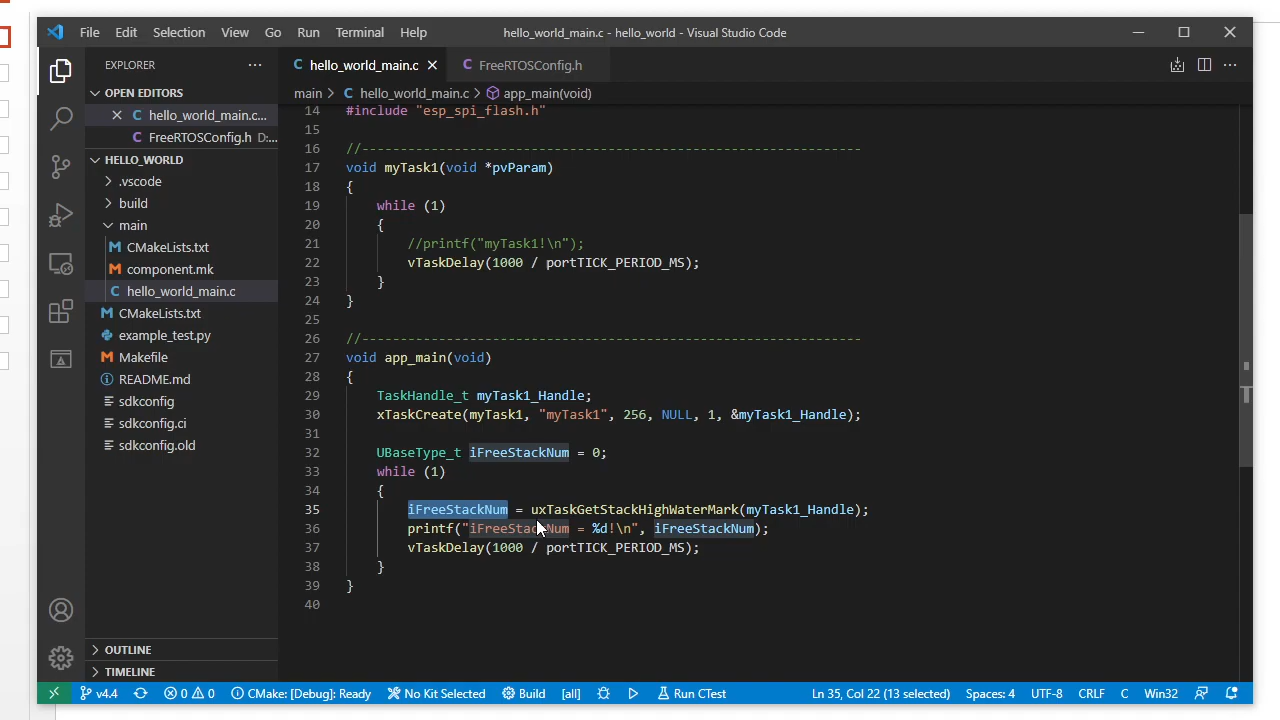 File Edit Selection View Go Run Terminal Help
hello_world_main.c - hello_world - Visual Studio Code
EXPLORER ···
OPEN EDITORS
C hello_world_main.c...
C FreeRTOSConfig.h D:...
HELLO_WORLD
.vscode
build
main
M CMakeLists.txt
M component.mk
C hello_world_main.c
M CMakeLists.txt
example_test.py
M Makefile
README.md
sdkconfig
sdkconfig.ci
sdkconfig.old
OUTLINE
TIMELINE
C hello_world_main.c
C FreeRTOSConfig.h
main > C hello_world_main.c > app_main(void)
14 #include "esp_spi_flash.h"
15
16 //-----------------------------------------------------------------
17 void myTask1(void *pvParam)
18 {
19 while (1)
20 {
21 //printf("myTask1!\n");
22 vTaskDelay(1000 / portTICK_PERIOD_MS);
23 }
24 }
25
26 //-----------------------------------------------------------------
27 void app_main(void)
28 {
29 TaskHandle_t myTask1_Handle;
30 xTaskCreate(myTask1, "myTask1", 256, NULL, 1, &myTask1_Handle);
31
32 UBaseType_t iFreeStackNum = 0;
33 while (1)
34 {
35 iFreeStackNum = uxTaskGetStackHighWaterMark(myTask1_Handle);
36 printf("iFreeStackNum = %d!\n", iFreeStackNum);
37 vTaskDelay(1000 / portTICK_PERIOD_MS);
38 }
39 }
40
v4.4 0 0 CMake: [Debug]: Ready No Kit Selected Build [all] Run CTest Ln 35, Col 22 (13 selected) Spaces: 4 UTF-8 CRLF C Win32